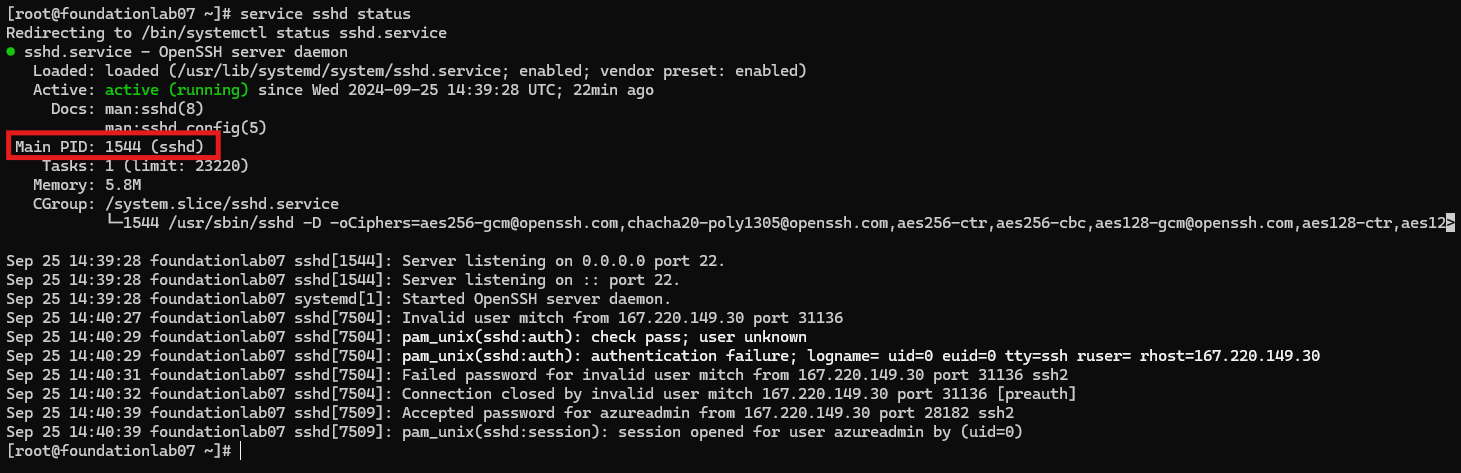 [root@foundationlab07 ~]# service sshd status
Redirecting to /bin/systemctl status sshd.service
● sshd.service – OpenSSH server daemon
Loaded: loaded (/usr/lib/systemd/system/sshd.service; enabled; vendor preset: enabled)
Active: active (running) since Wed 2024-09-25 14:39:28 UTC; 22min ago
Docs: man:sshd(8)
man:sshd_config(5)
Main PID: 1544 (sshd)
Tasks: 1 (limit: 23220)
Memory: 5.8M
CGroup: /system.slice/sshd.service
└─1544 /usr/sbin/sshd -D -oCiphers=aes256-gcm@openssh.com,chacha20-poly1305@openssh.com,aes256-ctr,aes256-cbc,aes128-gcm@openssh.com,aes128-ctr,aes12>
Sep 25 14:39:28 foundationlab07 sshd[1544]: Server listening on 0.0.0.0 port 22.
Sep 25 14:39:28 foundationlab07 sshd[1544]: Server listening on :: port 22.
Sep 25 14:39:28 foundationlab07 systemd[1]: Started OpenSSH server daemon.
Sep 25 14:40:27 foundationlab07 sshd[7504]: Invalid user mitch from 167.220.149.30 port 31136
Sep 25 14:40:29 foundationlab07 sshd[7504]: pam_unix(sshd:auth): check pass; user unknown
Sep 25 14:40:29 foundationlab07 sshd[7504]: pam_unix(sshd:auth): authentication failure; logname= uid=0 euid=0 tty=ssh ruser= rhost=167.220.149.30
Sep 25 14:40:31 foundationlab07 sshd[7504]: Failed password for invalid user mitch from 167.220.149.30 port 31136 ssh2
Sep 25 14:40:32 foundationlab07 sshd[7504]: Connection closed by invalid user mitch 167.220.149.30 port 31136 [preauth]
Sep 25 14:40:39 foundationlab07 sshd[7509]: Accepted password for azureadmin from 167.220.149.30 port 28182 ssh2
Sep 25 14:40:39 foundationlab07 sshd[7509]: pam_unix(sshd:session): session opened for user azureadmin by (uid=0)
[root@foundationlab07 ~]#